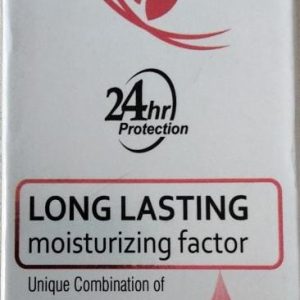 24hr
Protection
LONG LASTING
moisturizing factor
Unique Combination of